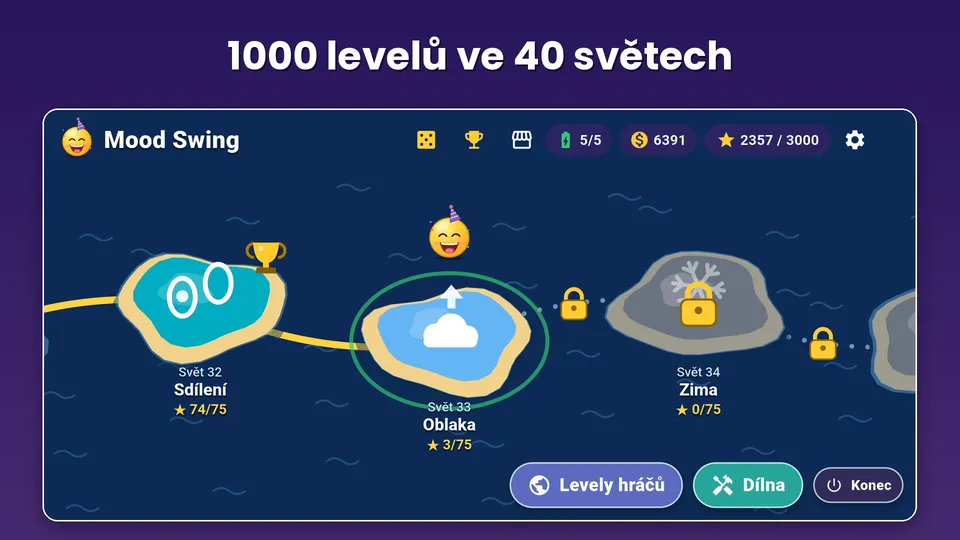 1000 levelů ve 40 světech
Mood Swing
5/5
6391
2357 / 3000
Svět 32
Sdílení
74/75
Svět 33
Oblaka
3/75
Svět 34
Zima
0/75
Levely hráčů
Dílna
Konec